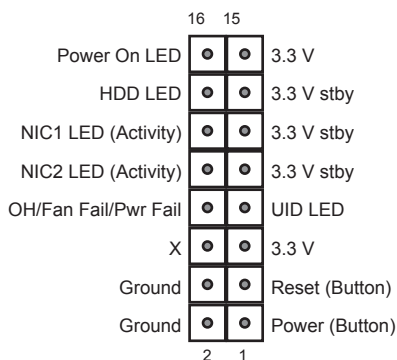 16 15
Power On LED 3.3 V
HDD LED 3.3 V stby
NIC1 LED (Activity) 3.3 V stby
NIC2 LED (Activity) 3.3 V stby
OH/Fan Fail/Pwr Fail UID LED
X 3.3 V
Ground Reset (Button)
Ground Power (Button)
2 1